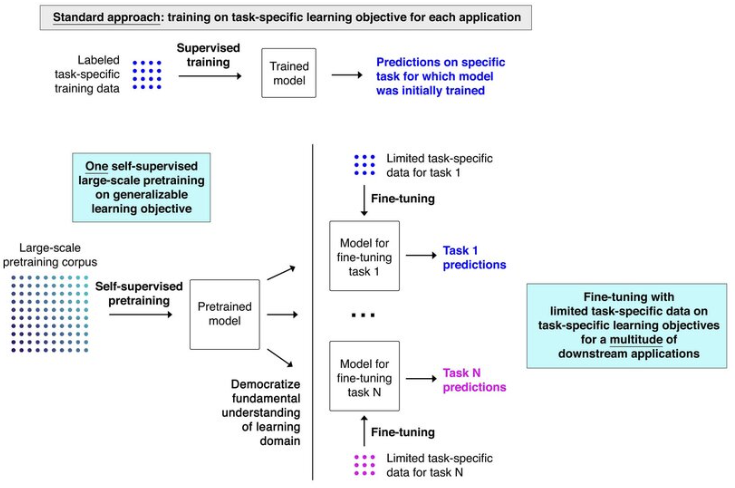 Standard approach: training on task-specific learning objective for each application
Labeled
task-specific
training data
Supervised
training
Trained
model
Predictions on specific
task for which model
was initially trained
One self-supervised
large-scale pretraining
on generalizable
learning objective
Large-scale
pretraining corpus
Self-supervised
pretraining
Pretrained
model
Democratize
fundamental
understanding
of learning
domain
Limited task-specific
data for task 1
Fine-tuning
Model for
fine-tuning
task 1
Task 1
predictions
...
Model for
fine-tuning
task N
Task N
predictions
Fine-tuning
Limited task-specific
data for task N
Fine-tuning with
limited task-specific data on
task-specific learning objectives
for a multitude of
downstream applications